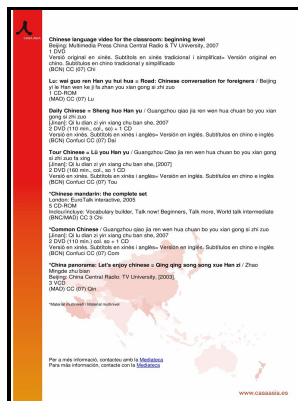 CASA ASIA
Chinese language video for the classroom: beginning level
Beijing: Multimedia Press China Central Radio & TV University, 2007
1 DVD
Versió original en xinès. Subtítols en xinès tradicional i simplificat= Versión original en
chino. Subtítulos en chino tradicional y simplificado
(BCN) CC (07) Chi
Lu: wai guo ren Han yu hui hua = Road: Chinese conversation for foreigners / Beijing
yi le Han wen ke ji fa zhan you xian gong si zhi zuo
1 CD-ROM
(MAD) CC (07) Lu
Daily Chinese = Sheng huo Han yu / Guangzhou qiao jia ren wen hua chuan bo you xian
gong si zhi zuo
[Jinan]: Qi lu dian zi yin xiang chu ban she, 2007
2 DVD (110 min., col., so) + 1 CD
Versió en xinès. Subtítols en xinès i anglès= Versión en inglés. Subtítulos en chino e inglés
(BCN) Confuci CC (07) Dai
Tour Chinese = Lü you Han yu / Guangzhou Qiao jia ren wen hua chuan bo you xian gong
si zhi zuo fa xing
[Jinan]: Qi lu dian zi yin xiang chu ban she, [2007]
2 DVD (160 min., col., so 1 CD
Versió en xinès. Subtítols en xinès i anglès= Versión en inglés. Subtítulos en chino e inglés
(BCN) Confuci CC (07) Tou
*Chinese mandarin: the complete set
London: EuroTalk interactive, 2005
5 CD-ROM
Inclou/Incluye: Vocabulary builder, Talk now! Beginners, Talk more, World talk intermediate
(BNC/MAD) CC 3 Chi
*Common Chinese / Guangzhou qiao jia ren wen hua chuan bo you xian gong si zhi zuo
[Jinan]: Qi lu dian zi yin xiang chu ban she, 2007
2 DVD (110 min.) col. so + 1 CD
Versió en xinès. Subtítols en xinès i anglès= Versión en inglés. Subtítulos en chino e inglés
(BCN) Confuci CC (07) Com
*China panorama: Let's enjoy chinese = Qing qing song song xue Han zi / Zhao
Mingde zhu bian
Beijing: China Central Radio: TV University, [2003].
3 VCD
(MAD) CC (07) Qin
*Material multinivell / Material multinivel
Per a més informació, contacteu amb la Mediateca
Para más información, contacte con la Mediateca
www.casaasia.es